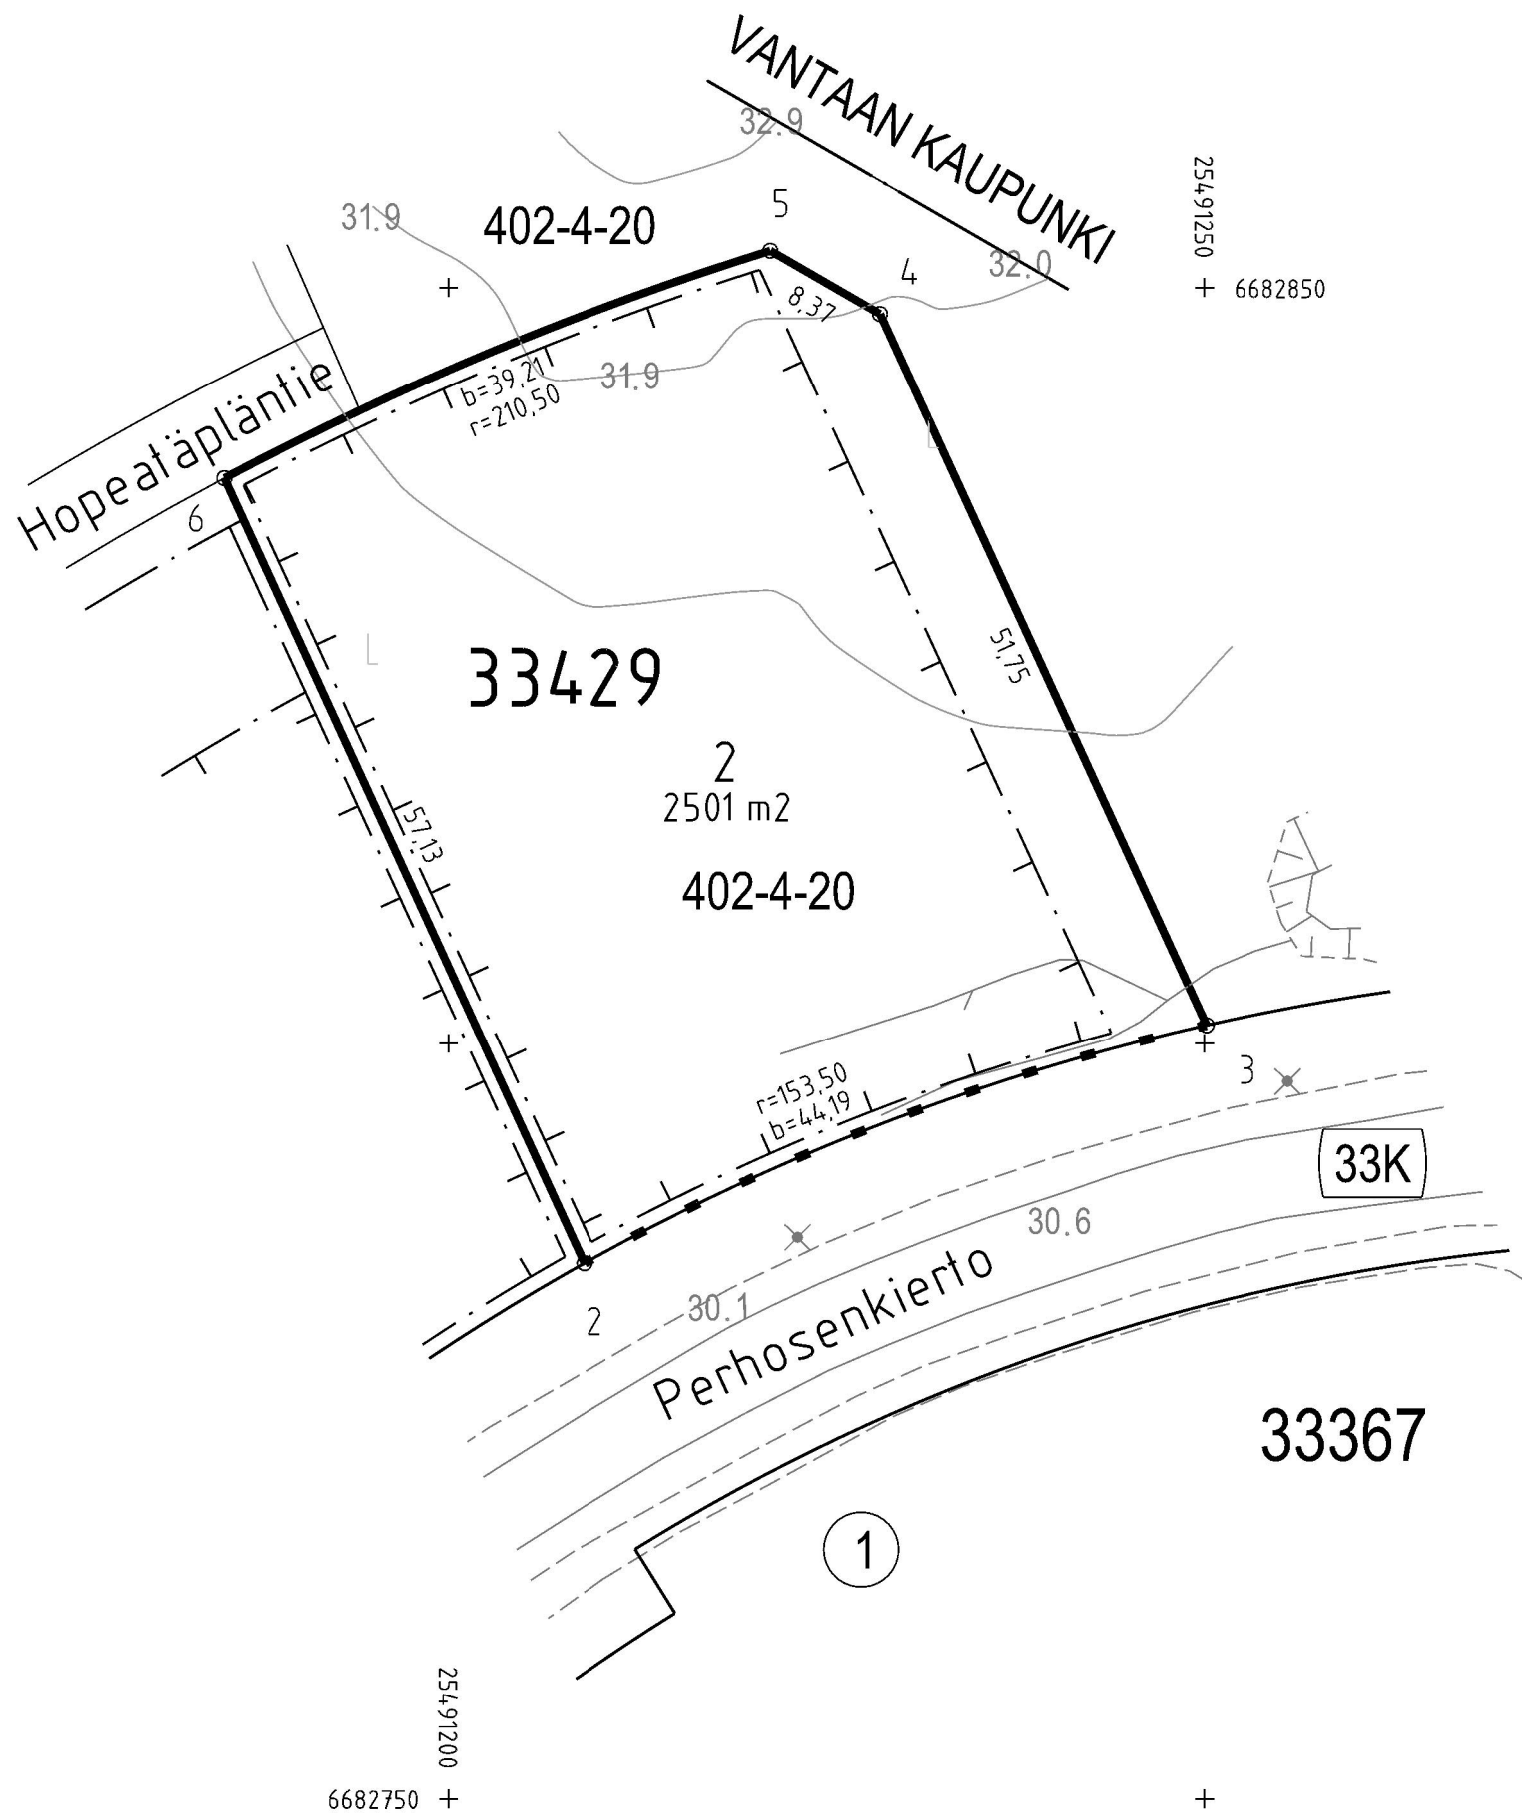 VANTAAN KAUPUNKI
32.9
25491250
5
31.9
402-4-20
4
32.0
6682850
8,37
Hopeatäpläntie
b=39,21
r=210,50
31.9
6
L
L
33429
51,75
2
2501 m2
57,13
402-4-20
r=153,50
b=44,19
3
33K
30.6
30.1
2
Perhosenkierto
33367
1
25491200
6682750